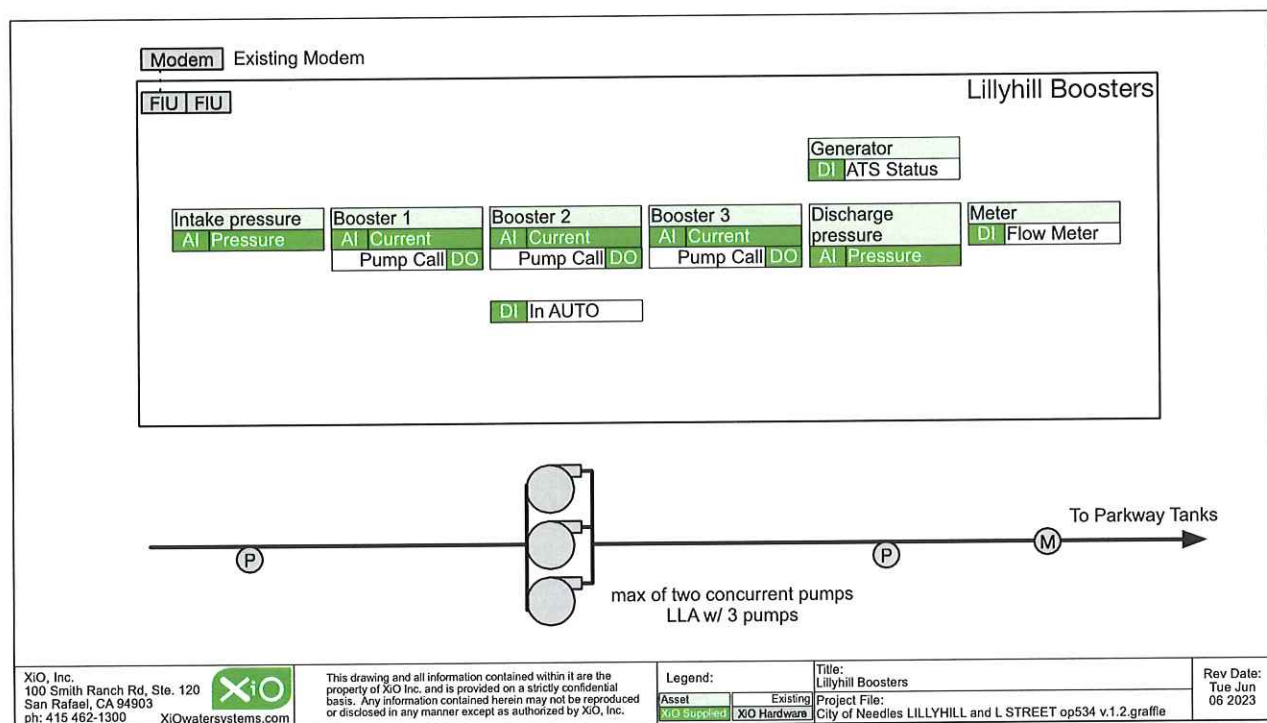 Modem Existing Modem
FIU FIU
Lillyhill Boosters
Generator
DI ATS Status
Intake pressure
AI Pressure
Booster 1
AI Current
Pump Call DO
Booster 2
AI Current
Pump Call DO
Booster 3
AI Current
Pump Call DO
Discharge
pressure
AI Pressure
Meter
DI Flow Meter
DI In AUTO
To Parkway Tanks
P
P
M
max of two concurrent pumps
LLA w/ 3 pumps
XiO, Inc.
100 Smith Ranch Rd, Ste. 120
San Rafael, CA 94903
ph: 415 462-1300
XiO
XiOwatersystems.com
This drawing and all information contained within it are the
property of XiO Inc. and is provided on a strictly confidential
basis. Any information contained herein may not be reproduced
or disclosed in any manner except as authorized by XiO, Inc.
Legend:
Asset Existing
XiO Supplied XiO Hardware
Title:
Lillyhill Boosters
Project File:
City of Needles LILLYHILL and L STREET op534 v.1.2.graffle
Rev Date:
Tue Jun
06 2023